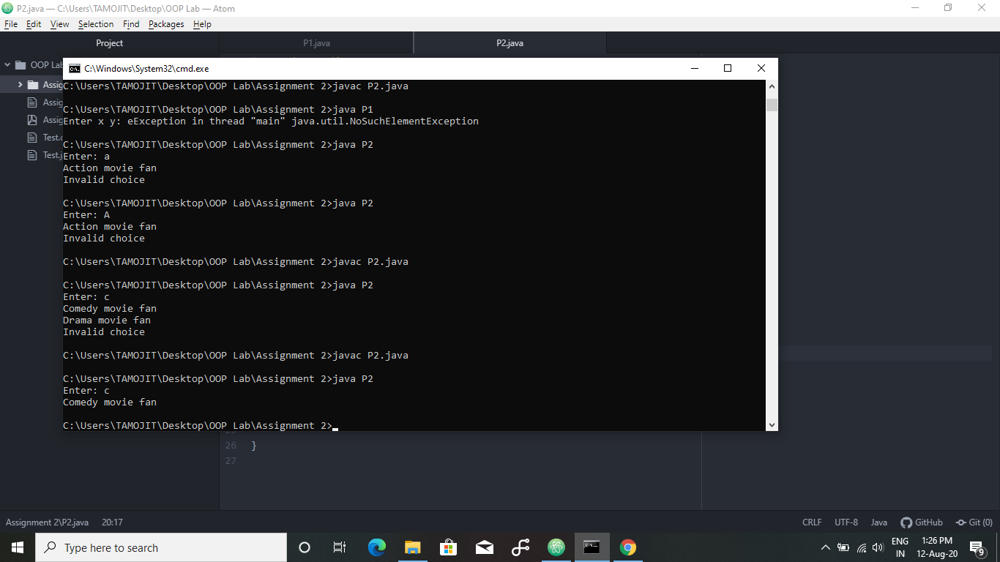 P2.java — C:\Users\TAMOJIT\Desktop\OOP Lab — Atom
File Edit View Selection Find Packages Help
Project P1.java P2.java
OOP Lab
C:\Windows\System32\cmd.exe
Assig
Assig
Assig
Test.
Test.j
C:\Users\TAMOJIT\Desktop\OOP Lab\Assignment 2>javac P2.java
C:\Users\TAMOJIT\Desktop\OOP Lab\Assignment 2>java P1
Enter x y: eException in thread "main" java.util.NoSuchElementException
C:\Users\TAMOJIT\Desktop\OOP Lab\Assignment 2>java P2
Enter: a
Action movie fan
Invalid choice
C:\Users\TAMOJIT\Desktop\OOP Lab\Assignment 2>java P2
Enter: A
Action movie fan
Invalid choice
C:\Users\TAMOJIT\Desktop\OOP Lab\Assignment 2>javac P2.java
C:\Users\TAMOJIT\Desktop\OOP Lab\Assignment 2>java P2
Enter: c
Comedy movie fan
Drama movie fan
Invalid choice
C:\Users\TAMOJIT\Desktop\OOP Lab\Assignment 2>javac P2.java
C:\Users\TAMOJIT\Desktop\OOP Lab\Assignment 2>java P2
Enter: c
Comedy movie fan
C:\Users\TAMOJIT\Desktop\OOP Lab\Assignment 2>
26 }
27
Assignment 2\P2.java 20:17 CRLF UTF-8 Java GitHub Git (0)
Type here to search
ENG
IN
1:26 PM
12-Aug-20
9